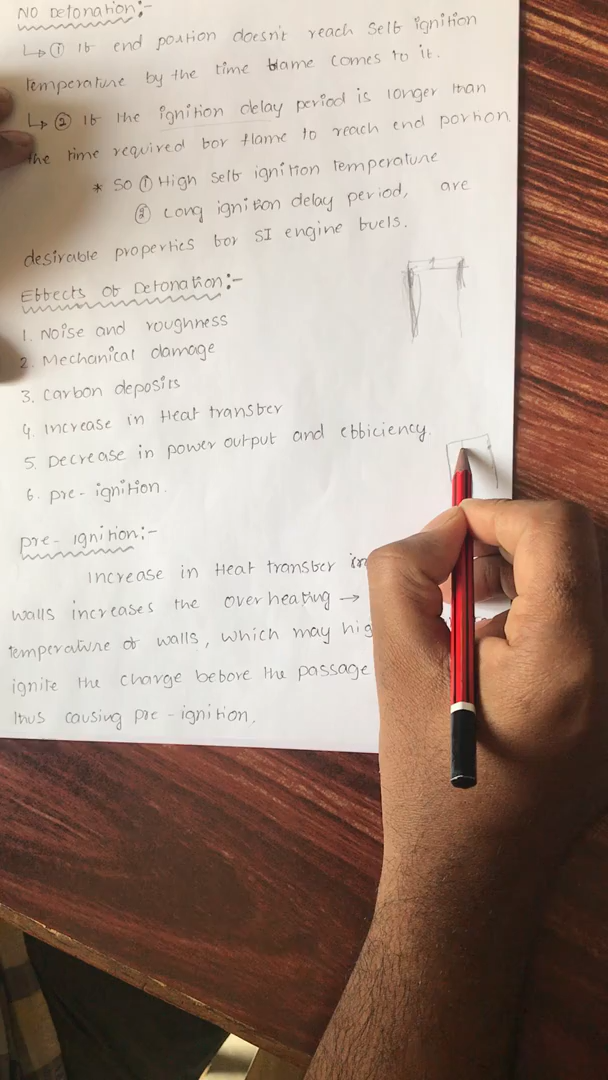 NO Detonation:-
↳ ① If end portion doesn't reach self ignition
temperature by the time flame comes to it.
↳ ② If the ignition delay period is longer than
the time required for flame to reach end portion
* SO ① High self ignition temperature
② Long ignition delay period, are
desirable properties for SI engine fuels.
Effects of Detonation:-
1. Noise and roughness
2. Mechanical damage
3. Carbon deposits
4. Increase in Heat transfer
5. Decrease in power output and efficiency.
6. pre-ignition.
pre-ignition:-
Increase in Heat transfer
walls increases the overheating →
temperature of walls, which may
ignite the charge before the passage
thus causing pre-ignition.